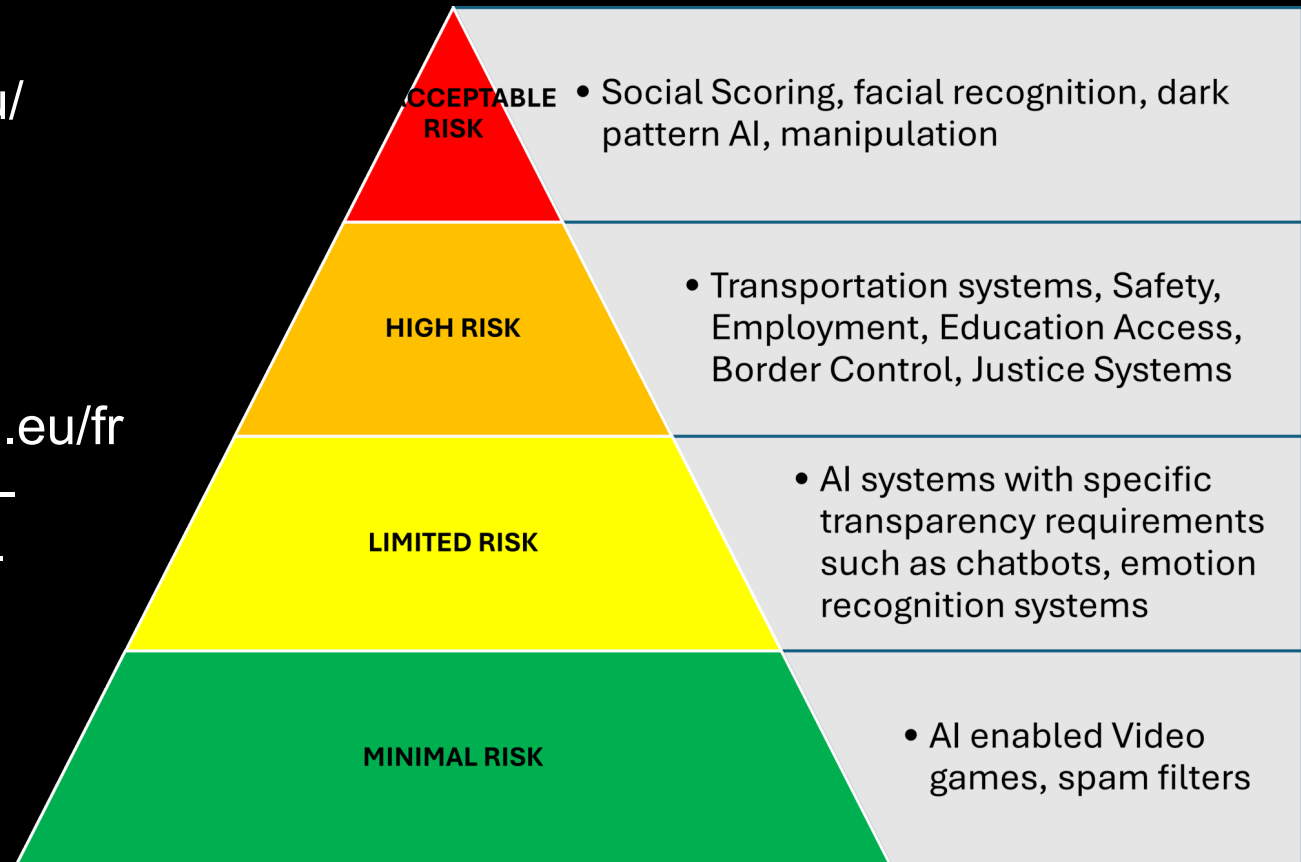 u/
.eu/fr
ACCEPTABLE
RISK
• Social Scoring, facial recognition, dark
pattern AI, manipulation
HIGH RISK
• Transportation systems, Safety,
Employment, Education Access,
Border Control, Justice Systems
LIMITED RISK
• AI systems with specific
transparency requirements
such as chatbots, emotion
recognition systems
MINIMAL RISK
• AI enabled Video
games, spam filters